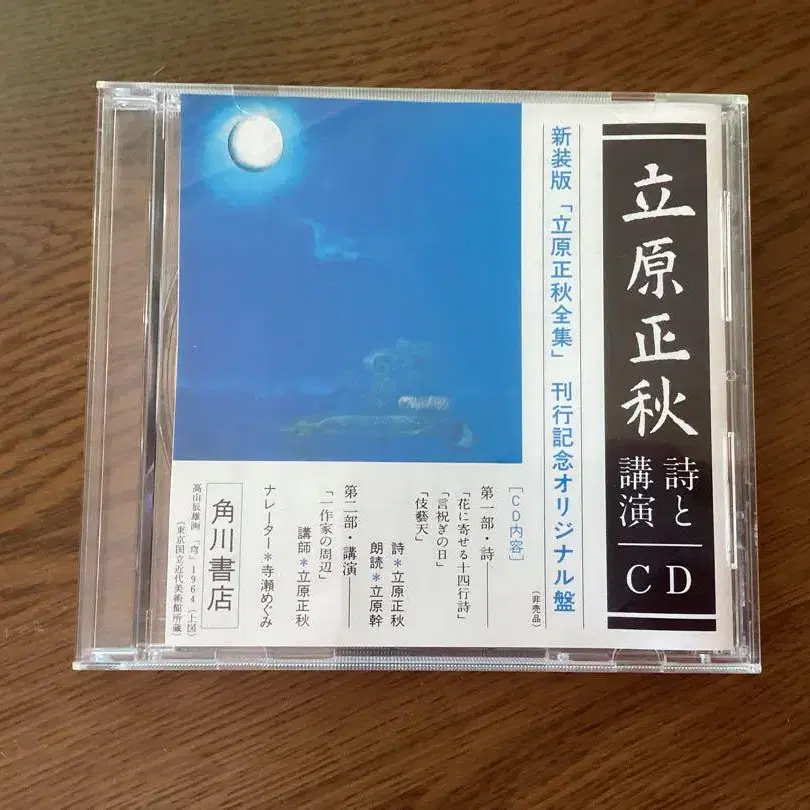 立原正秋
詩と
講演
CD
新装版「立原正秋全集」 刊行記念オリジナル盤
(非売品)
[CD内容]
第一部・詩
「花に寄せる十四行詩」
「言祝ぎの日」
「伎藝天」
詩*立原正秋
朗読*立原幹
第二部・講演
「一作家の周辺」
講師*立原正秋
ナレーター*寺瀬めぐみ
角川書店
高山辰雄画 「穹」1964 (上図)
(東京国立近代美術館所蔵)